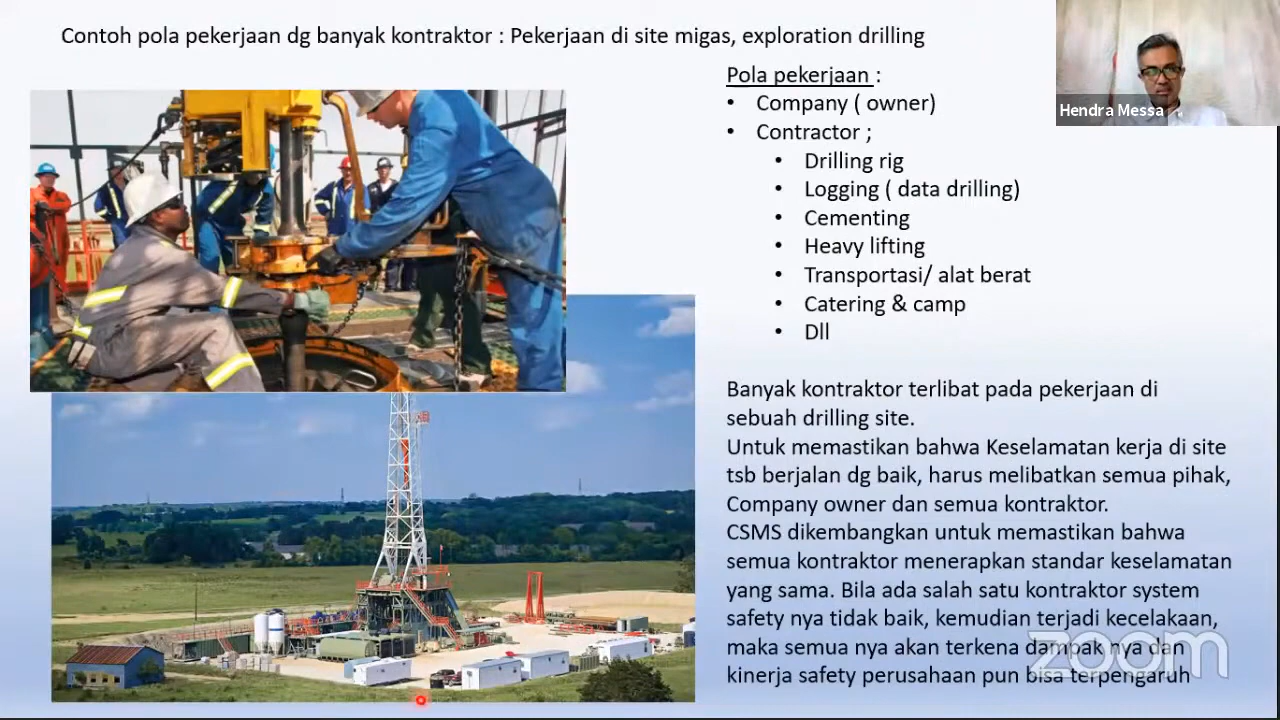 Contoh pola pekerjaan dg banyak kontraktor : Pekerjaan di site migas, exploration drilling
Hendra Messa
Pola pekerjaan :
• Company ( owner)
• Contractor ;
• Drilling rig
• Logging ( data drilling)
• Cementing
• Heavy lifting
• Transportasi/ alat berat
• Catering & camp
• Dll
Banyak kontraktor terlibat pada pekerjaan di
sebuah drilling site.
Untuk memastikan bahwa Keselamatan kerja di site
tsb berjalan dg baik, harus melibatkan semua pihak,
Company owner dan semua kontraktor.
CSMS dikembangkan untuk memastikan bahwa
semua kontraktor menerapkan standar keselamatan
yang sama. Bila ada salah satu kontraktor system
safety nya tidak baik, kemudian terjadi kecelakaan,
maka semua nya akan terkena dampak nya dan
kinerja safety perusahaan pun bisa terpengaruh
zoom